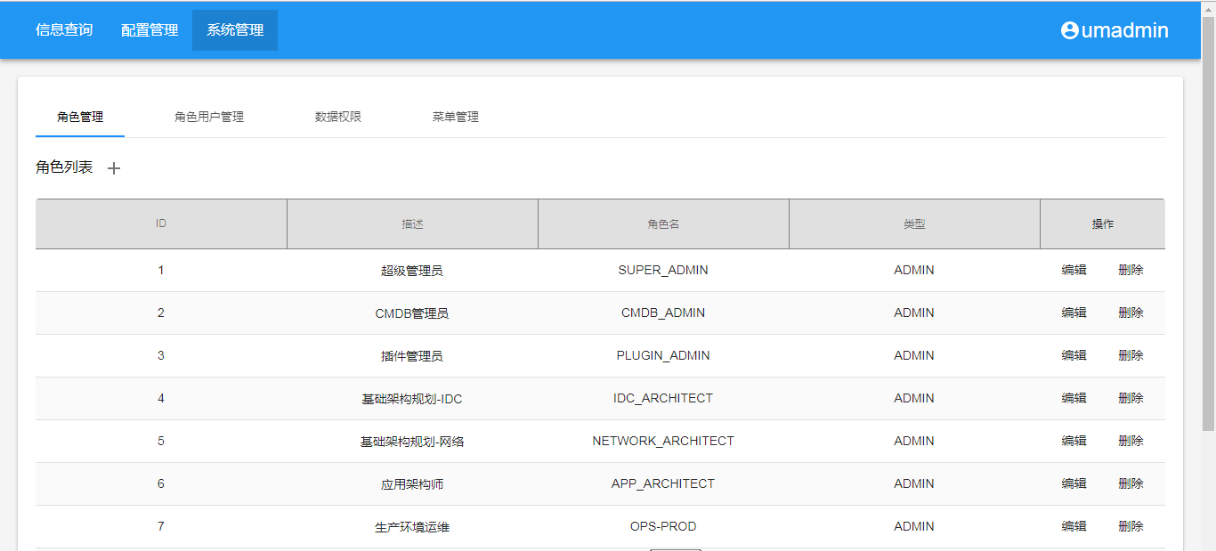 信息查询 配置管理 系统管理 umadmin
角色管理 角色用户管理 数据权限 菜单管理
角色列表 +
ID 描述 角色名 类型 操作
1 超级管理员 SUPER_ADMIN ADMIN 编辑 删除
2 CMDB管理员 CMDB_ADMIN ADMIN 编辑 删除
3 插件管理员 PLUGIN_ADMIN ADMIN 编辑 删除
4 基础架构规划-IDC IDC_ARCHITECT ADMIN 编辑 删除
5 基础架构规划-网络 NETWORK_ARCHITECT ADMIN 编辑 删除
6 应用架构师 APP_ARCHITECT ADMIN 编辑 删除
7 生产环境运维 OPS-PROD ADMIN 编辑 删除